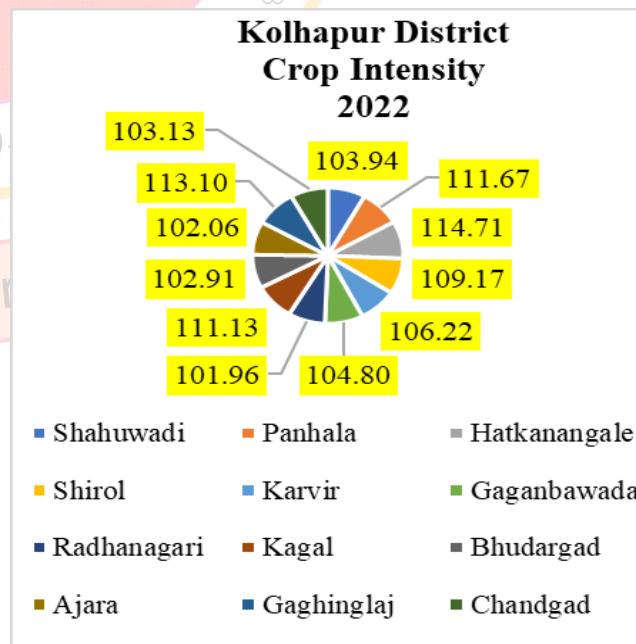 Kolhapur District
Crop Intensity
2022
103.13
103.94
113.10
111.67
102.06
114.71
102.91
109.17
111.13
106.22
101.96
104.80
Shahuwadi
Panhala
Hatkanangale
Shirol
Karvir
Gaganbawada
Radhanagari
Kagal
Bhudargad
Ajara
Gaghinglaj
Chandgad